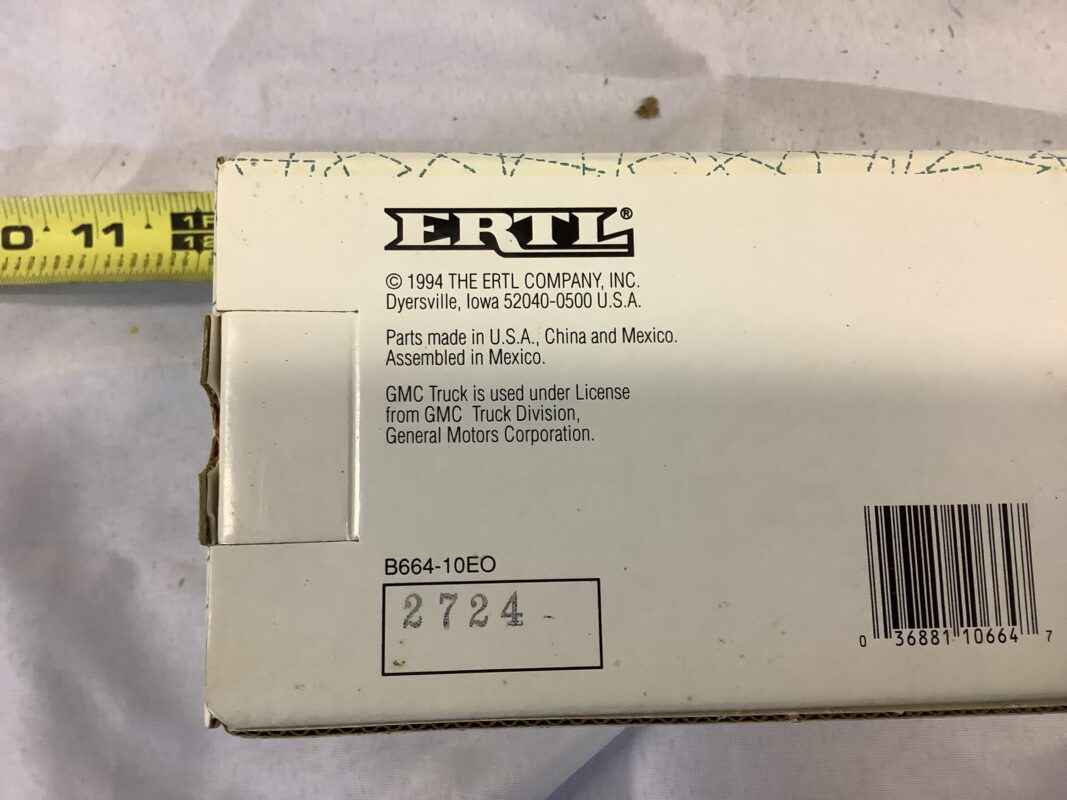 0 11 1F
12
ERTL®
© 1994 THE ERTL COMPANY, INC.
Dyersville, Iowa 52040-0500 U.S.A.
Parts made in U.S.A., China and Mexico.
Assembled in Mexico.
GMC Truck is used under License
from GMC Truck Division,
General Motors Corporation.
B664-10EO
2724
0 36881 10664 7